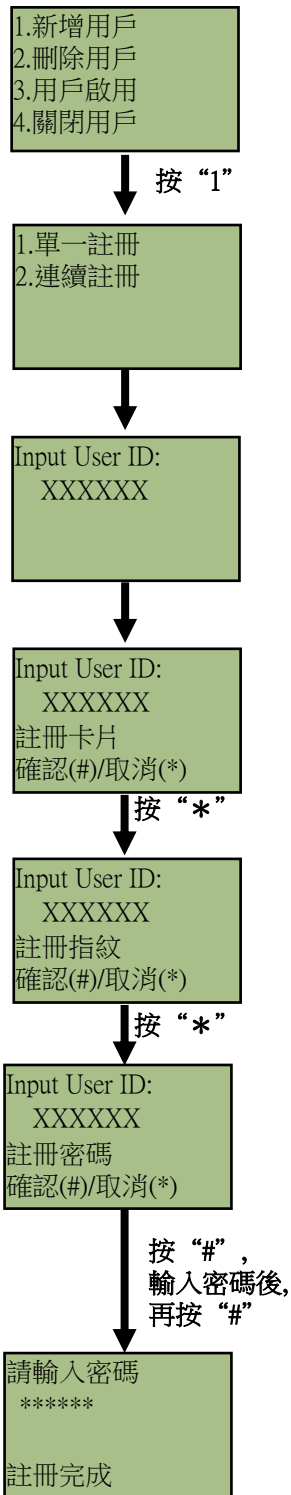 1.新增用戶
2.刪除用戶
3.用戶啟用
4.關閉用戶
按“1”
1.單一註冊
2.連續註冊
Input User ID:
XXXXXX
Input User ID:
XXXXXX
註冊卡片
確認(#)/取消(*)
按“*”
Input User ID:
XXXXXX
註冊指紋
確認(#)/取消(*)
按“*”
Input User ID:
XXXXXX
註冊密碼
確認(#)/取消(*)
按“#”,
輸入密碼後,
再按“#”
請輸入密碼
******
註冊完成